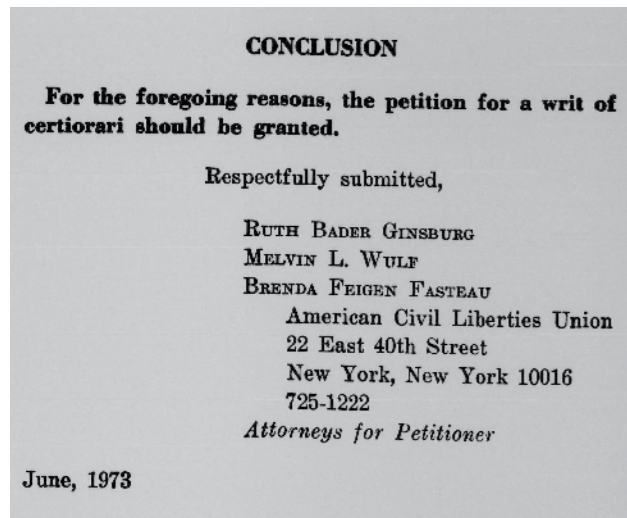 CONCLUSION
For the foregoing reasons, the petition for a writ of
certiorari should be granted.
Respectfully submitted,
RUTH BADER GINSBURG
MELVIN L. WULF
BRENDA FEIGEN FASTEAU
American Civil Liberties Union
22 East 40th Street
New York, New York 10016
725-1222
Attorneys for Petitioner
June, 1973